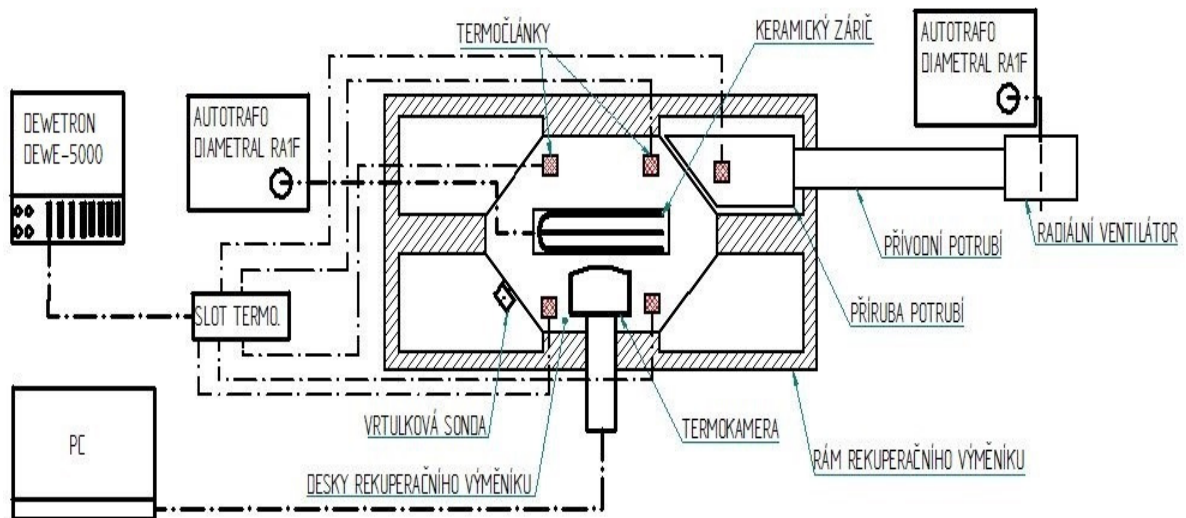 TERMOČLÁNKY
KERAMICKÝ ZÁRIČ
AUTOTRAFO
DIAMETRAL RA1F
DEWETRON
DEWE-5000
AUTOTRAFO
DIAMETRAL RA1F
PŘÍVODNÍ POTRUBÍ
RADIÁLNÍ VENTILÁTOR
SLOT TERMO.
PŘÍRUBA POTRUBÍ
VRTULKOVÁ SONDA
TERMOKAMERA
PC
RÁM REKUPERAČNÍHO VÝMĚNÍKU
DESKY REKUPERAČNÍHO VÝMĚNÍKU